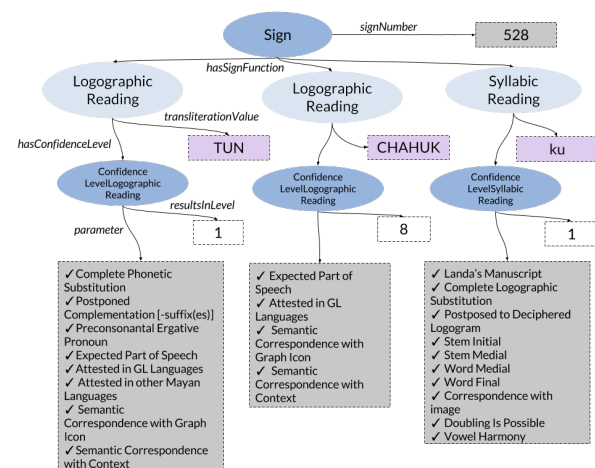 Sign
signNumber
528
hasSignFunction
Logographic
Reading
Logographic
Reading
Syllabic
Reading
transliterationValue
TUN
CHAHUK
ku
hasConfidenceLevel
Confidence
LevelLogographic
Reading
Confidence
LevelLogographic
Reading
Confidence
LevelSyllabic
Reading
resultsInLevel
1
8
1
parameter
✓Complete Phonetic
Substitution
✓Postponed
Complementation [-suffix(es)]
✓Preconsonantal Ergative
Pronoun
✓Expected Part of Speech
✓Attested in GL Languages
✓ Attested in other Mayan
Languages
✓ Semantic
Correspondence with Graph
Icon
✓Semantic Correspondence
with Context
✓ Expected Part of
Speech
✓ Attested in GL
Languages
✓ Semantic
Correspondence with
Graph Icon
✓ Semantic
Correspondence with
Context
✓ Landa's Manuscript
✓ Complete Logographic
Substitution
✓ Postposed to Deciphered
Logogram
✓ Stem Initial
✓ Stem Medial
✓ Word Medial
✓ Word Final
✓ Correspondence with
image
✓ Doubling Is Possible
✓ Vowel Harmony